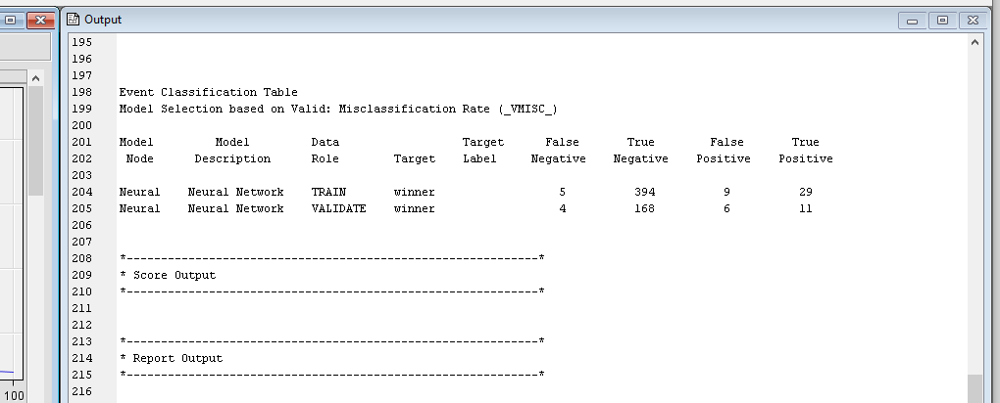 Output
195
196
197
198 Event Classification Table
199 Model Selection based on Valid: Misclassification Rate (_VMISC_)
200
201 Model Model Data Target False True False True
202 Node Description Role Target Label Negative Negative Positive Positive
203
204 Neural Neural Network TRAIN winner 5 394 9 29
205 Neural Neural Network VALIDATE winner 4 168 6 11
206
207
208 *------------------------------------------------------------*
209 * Score Output
210 *------------------------------------------------------------*
211
212
213 *------------------------------------------------------------*
214 * Report Output
215 *------------------------------------------------------------*
216
100